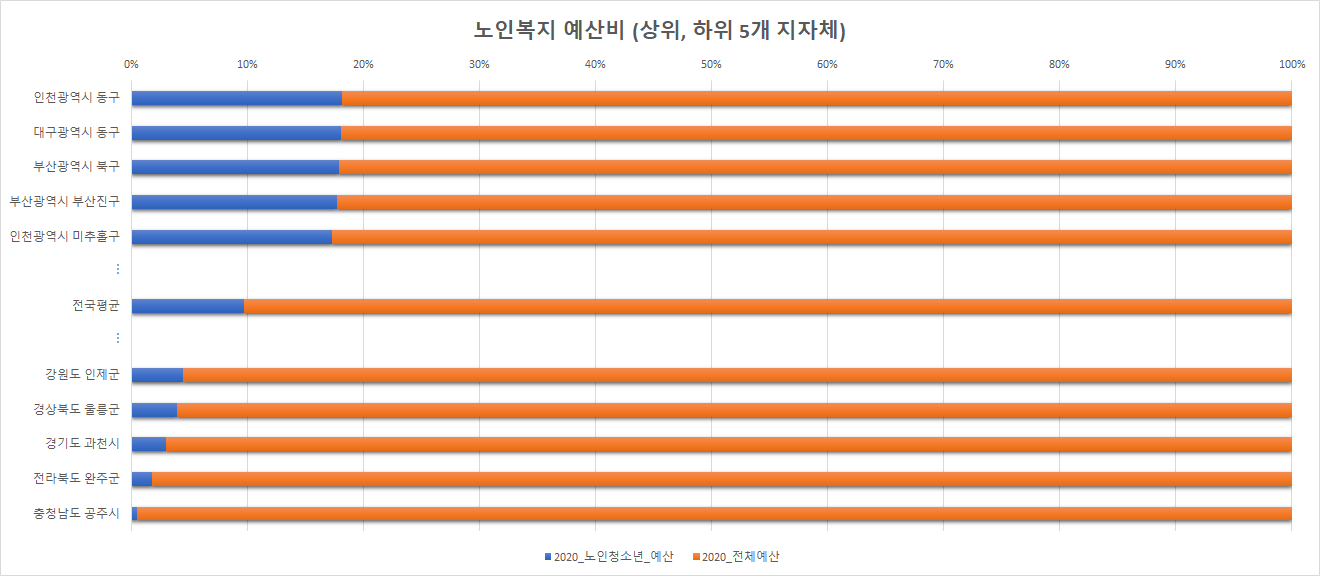 노인복지 예산비 (상위, 하위 5개 지자체)
0% 10% 20% 30% 40% 50% 60% 70% 80% 90% 100%
인천광역시 동구
대구광역시 동구
부산광역시 북구
부산광역시 부산진구
인천광역시 미추홀구
⋮
전국평균
⋮
강원도 인제군
경상북도 울릉군
경기도 과천시
전라북도 완주군
충청남도 공주시
2020_노인청소년_예산 2020_전체예산